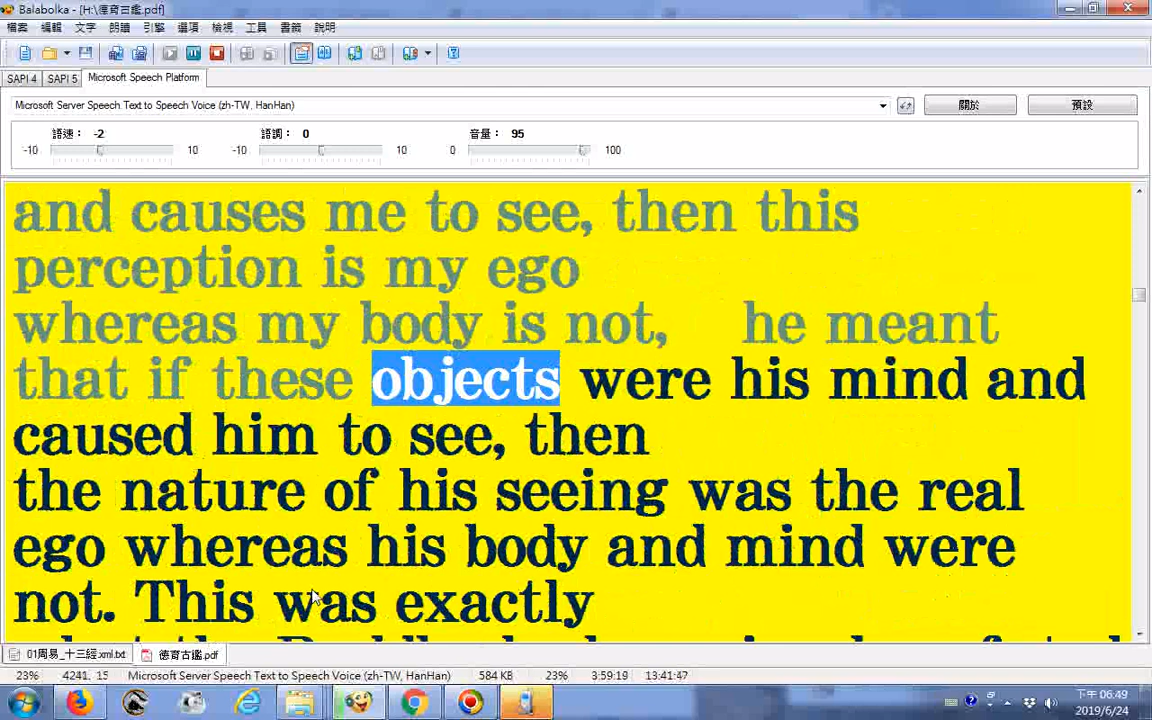 Balabolka - [H:\德育古鑑.pdf]
檔案 編輯 文字 朗讀 引擎 選項 檢視 工具 書籤 說明
SAPI 4 SAPI 5 Microsoft Speech Platform
Microsoft Server Speech Text to Speech Voice (zh-TW, HanHan)
關於 預設
語速： -2 語調： 0 音量： 95
-10 10 -10 10 0 100
and causes me to see, then this
perception is my ego
whereas my body is not, he meant
that if these objects were his mind and
caused him to see, then
the nature of his seeing was the real
ego whereas his body and mind were
not. This was exactly
01周易_十三經.xml.txt 德育古鑑.pdf
23% 4241, 15 Microsoft Server Speech Text to Speech Voice (zh-TW, HanHan) 584 KB 23% 3:59:19 13:41:47
下午 06:49
2019/6/24